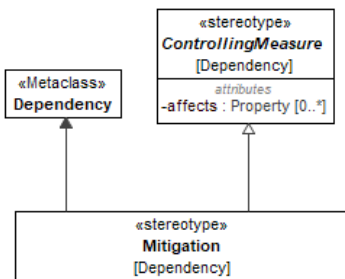 «stereotype»
ControllingMeasure
[Dependency]
attributes
-affects : Property [0..*]
«Metaclass»
Dependency
«stereotype»
Mitigation
[Dependency]